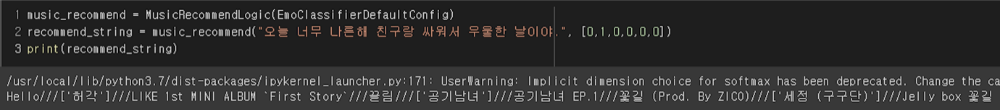 1 music_recommend = MusicRecommendLogic(EmoClassifierDefaultConfig)
2 recommend_string = music_recommend("오늘 너무 나른해 친구랑 싸워서 우울한 날이야.", [0,1,0,0,0,0])
3 print(recommend_string)
/usr/local/lib/python3.7/dist-packages/ipykernel_launcher.py:171: UserWarning: Implicit dimension choice for softmax has been deprecated. Change the ca
Hello///['허각']///LIKE 1st MINI ALBUM `First Story`///끌림///['공기남녀']///공기남녀 EP.1///꽃길 (Prod. By ZICO)///['세정 (구구단)']///Jelly box 꽃길